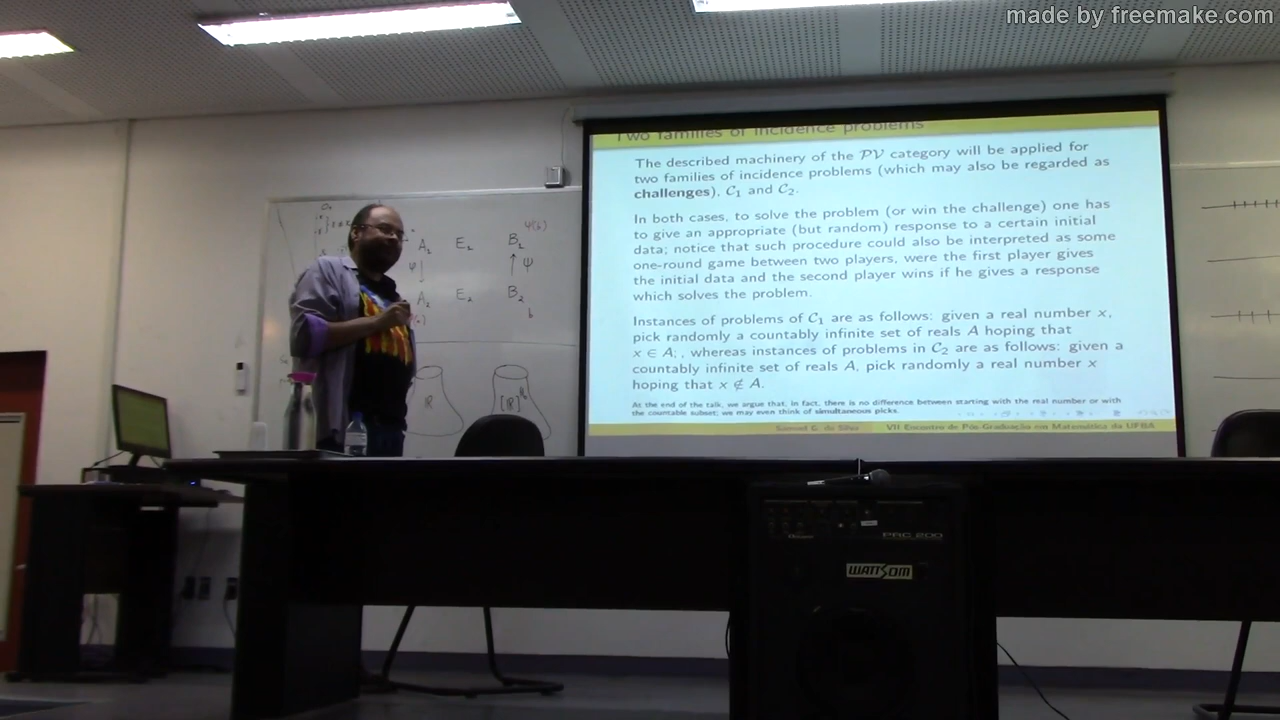 made by freemake.com
Two families of incidence problems
The described machinery of the PV category will be applied for
two families of incidence problems (which may also be regarded as
challenges), C₁ and C₂.
In both cases, to solve the problem (or win the challenge) one has
to give an appropriate (but random) response to a certain initial
data; notice that such procedure could also be interpreted as some
one-round game between two players, were the first player gives
the initial data and the second player wins if he gives a response
which solves the problem.
Instances of problems of C₁ are as follows: given a real number x,
pick randomly a countably infinite set of reals A hoping that
x ∈ A; , whereas instances of problems in C₂ are as follows: given a
countably infinite set of reals A, pick randomly a real number x
hoping that x ∉ A.
At the end of the talk, we argue that, in fact, there is no difference between starting with the real number or with
the countable subset; we may even think of simultaneous picks.
Samuel G. da Silva VII Encontro de Pós-Graduação em Matemática da UFBA
ψ(b)
A₁ E₁ B₁
φ ψ
A₂ E₂ B₂
b
ℝ [ℝ]
PRC 200
WATTSOM